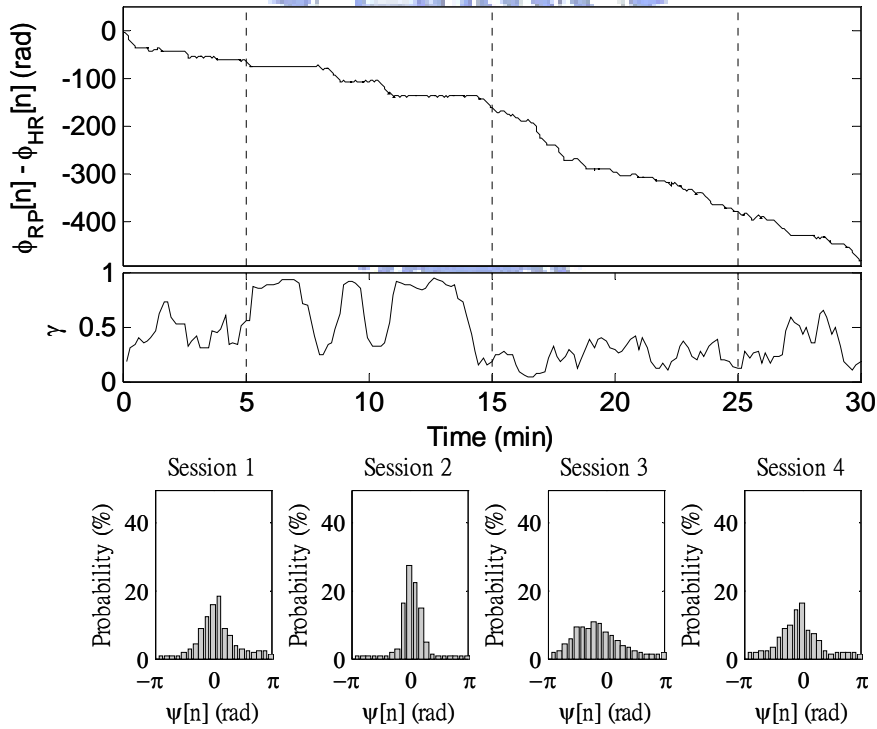 0
-100
-200
-300
-400
ϕRP[n] - ϕHR[n] (rad)
1
0.5
0
γ
0 5 10 15 20 25 30
Time (min)
Session 1 Session 2 Session 3 Session 4
Probability (%) Probability (%) Probability (%) Probability (%)
40 40 40 40
20 20 20 20
0 0 0 0
−π 0 π −π 0 π −π 0 π −π 0 π
ψ[n] (rad) ψ[n] (rad) ψ[n] (rad) ψ[n] (rad)